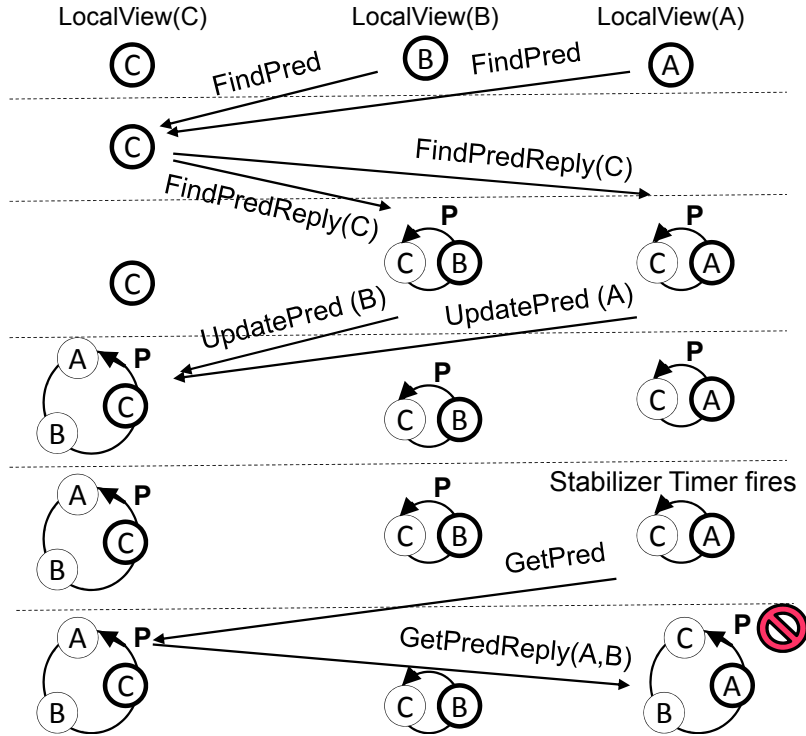 LocalView(C) LocalView(B) LocalView(A)
C FindPred B FindPred A
C
FindPredReply(C)
FindPredReply(C)
P P
C C B C A
UpdatePred (B) UpdatePred (A)
A P P P
C C B C A
B
Stabilizer Timer fires
A P P
C C B C A
B
GetPred
A P GetPredReply(A,B) C P
C C B A
B B